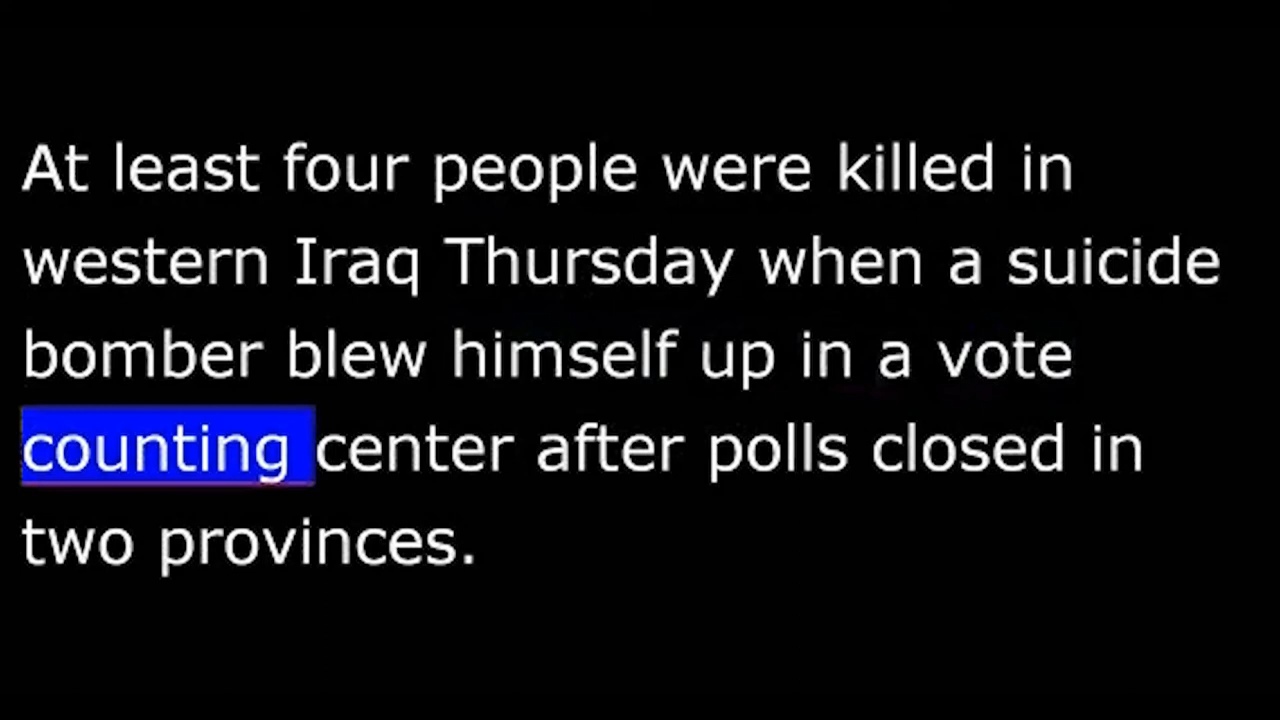 At least four people were killed in
western Iraq Thursday when a suicide
bomber blew himself up in a vote
counting center after polls closed in
two provinces.